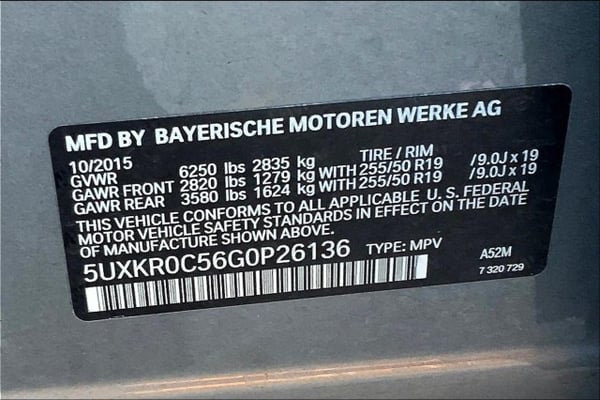 MFD BY BAYERISCHE MOTOREN WERKE AG
10/2015 TIRE / RIM
GVWR 6250 lbs 2835 kg
GAWR FRONT 2820 lbs 1279 kg WITH 255/50 R19 /9.0J x 19
GAWR REAR 3580 lbs 1624 kg WITH 255/50 R19 /9.0J x 19
THIS VEHICLE CONFORMS TO ALL APPLICABLE U.S. FEDERAL
MOTOR VEHICLE SAFETY STANDARDS IN EFFECT ON THE DATE
OF MANUFACTURE SHOWN ABOVE.
5UXKR0C56G0P26136 TYPE: MPV A52M
7 320 729